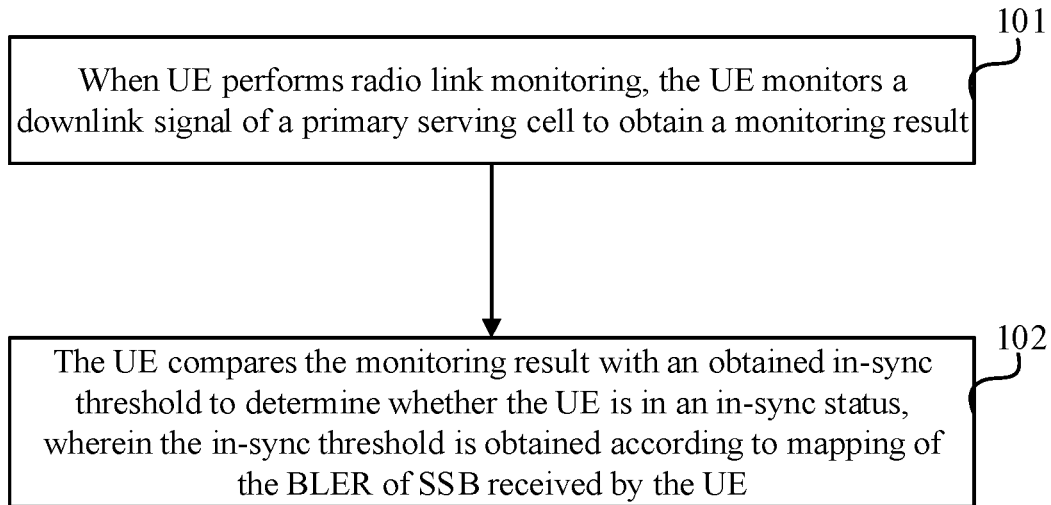 101
When UE performs radio link monitoring, the UE monitors a
downlink signal of a primary serving cell to obtain a monitoring result
102
The UE compares the monitoring result with an obtained in-sync
threshold to determine whether the UE is in an in-sync status,
wherein the in-sync threshold is obtained according to mapping of
the BLER of SSB received by the UE